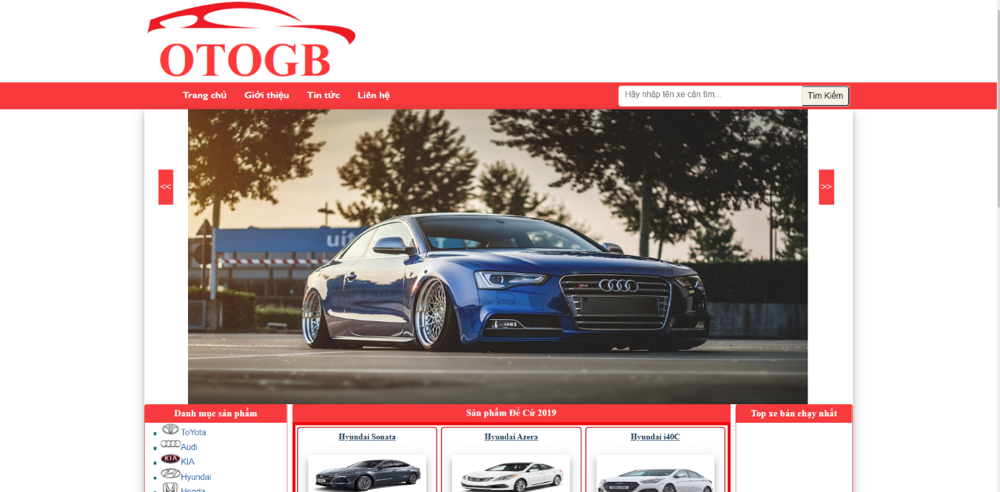 OTOGB
Trang chủ Giới thiệu Tin tức Liên hệ
Hãy nhập tên xe cần tìm... Tìm Kiếm
<< >>
uit
Danh mục sản phẩm
Sản phẩm Đề Cử 2019
Top xe bán chạy nhất
ToYota
Audi
KIA KIA
Hyundai
Honda
Hyundai Sonata
Hyundai Azera
Hyundai i40C